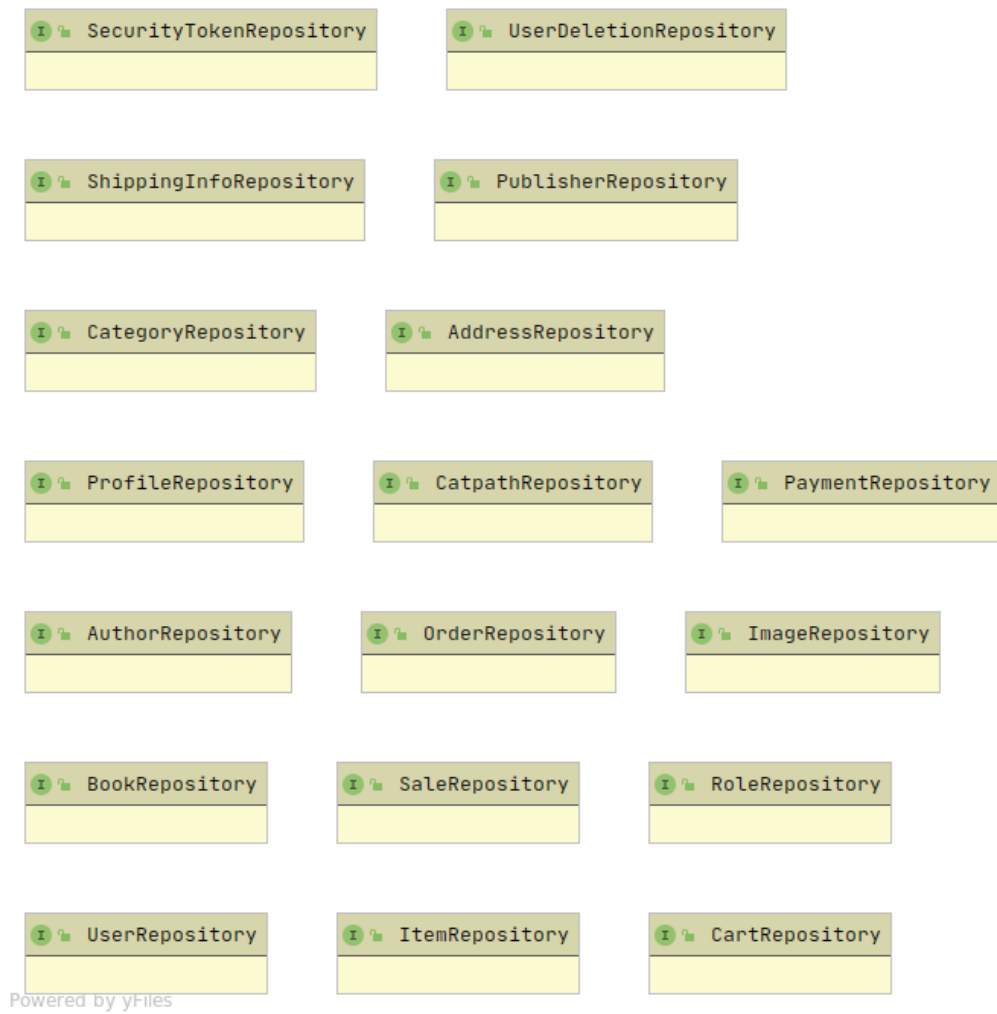 SecurityTokenRepository
UserDeletionRepository
ShippingInfoRepository
PublisherRepository
CategoryRepository
AddressRepository
ProfileRepository
CatpathRepository
PaymentRepository
AuthorRepository
OrderRepository
ImageRepository
BookRepository
SaleRepository
RoleRepository
UserRepository
ItemRepository
CartRepository
Powered by yFiles